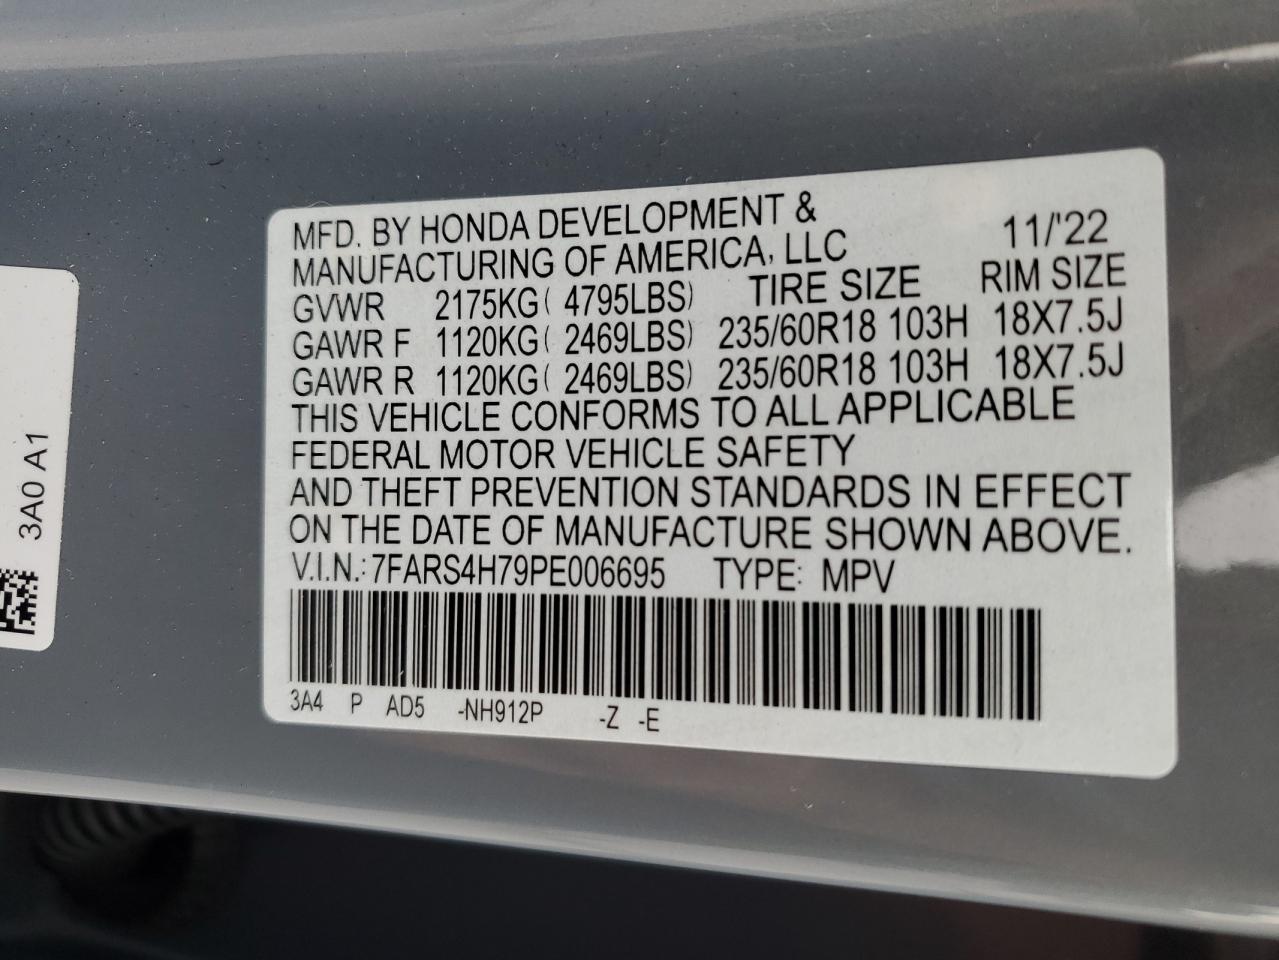 MFD. BY HONDA DEVELOPMENT &
MANUFACTURING OF AMERICA, LLC 11/'22
GVWR 2175KG( 4795LBS) TIRE SIZE RIM SIZE
GAWR F 1120KG( 2469LBS) 235/60R18 103H 18X7.5J
GAWR R 1120KG( 2469LBS) 235/60R18 103H 18X7.5J
THIS VEHICLE CONFORMS TO ALL APPLICABLE
FEDERAL MOTOR VEHICLE SAFETY
AND THEFT PREVENTION STANDARDS IN EFFECT
ON THE DATE OF MANUFACTURE SHOWN ABOVE.
V.I.N.:7FARS4H79PE006695 TYPE: MPV
3A4 P AD5 -NH912P -Z -E
3A0 A1